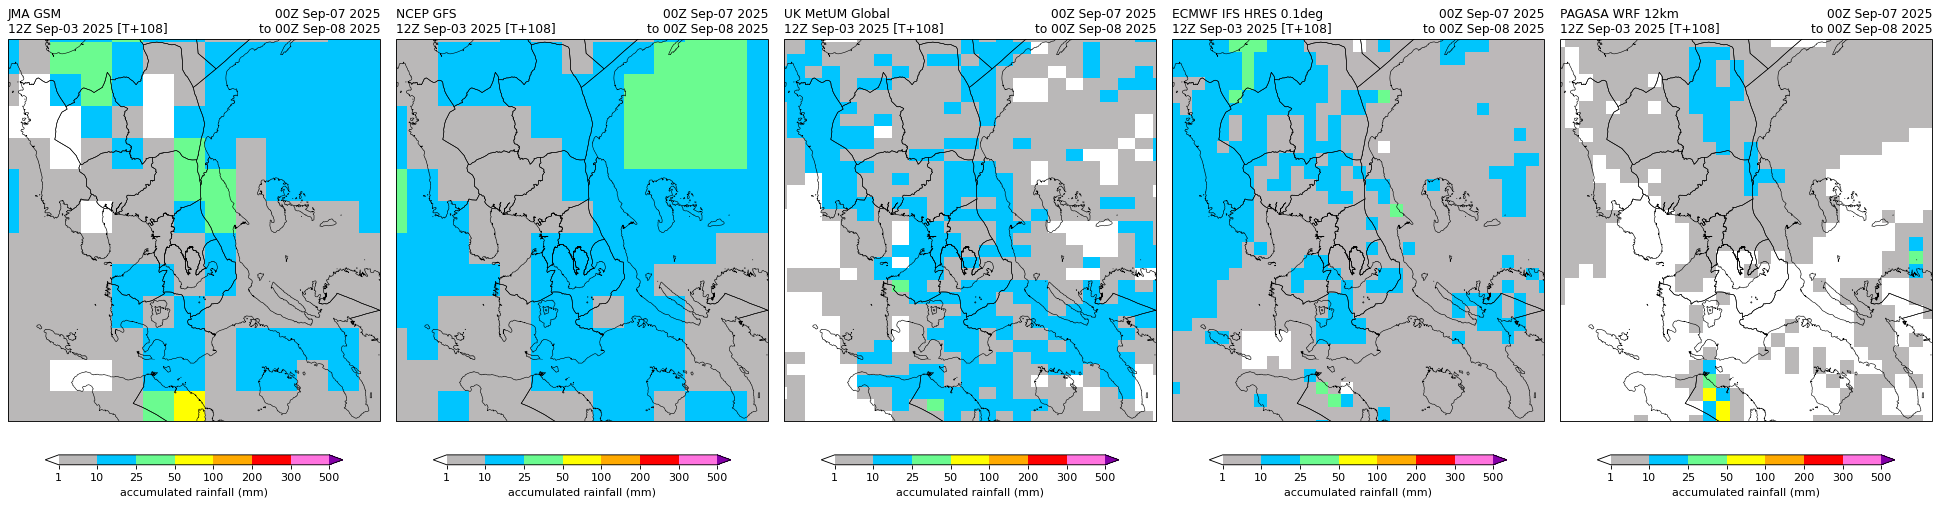 JMA GSM 00Z Sep-07 2025
12Z Sep-03 2025 [T+108] to 00Z Sep-08 2025
NCEP GFS 00Z Sep-07 2025
12Z Sep-03 2025 [T+108] to 00Z Sep-08 2025
UK MetUM Global 00Z Sep-07 2025
12Z Sep-03 2025 [T+108] to 00Z Sep-08 2025
ECMWF IFS HRES 0.1deg 00Z Sep-07 2025
12Z Sep-03 2025 [T+108] to 00Z Sep-08 2025
PAGASA WRF 12km 00Z Sep-07 2025
12Z Sep-03 2025 [T+108] to 00Z Sep-08 2025
1 10 25 50 100 200 300 500
accumulated rainfall (mm)
1 10 25 50 100 200 300 500
accumulated rainfall (mm)
1 10 25 50 100 200 300 500
accumulated rainfall (mm)
1 10 25 50 100 200 300 500
accumulated rainfall (mm)
1 10 25 50 100 200 300 500
accumulated rainfall (mm)